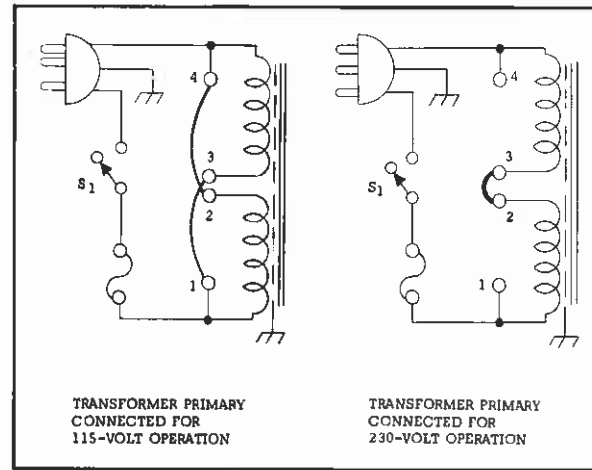 4
3
S1
2
1
TRANSFORMER PRIMARY
CONNECTED FOR
115-VOLT OPERATION
4
3
S1
2
1
TRANSFORMER PRIMARY
CONNECTED FOR
230-VOLT OPERATION